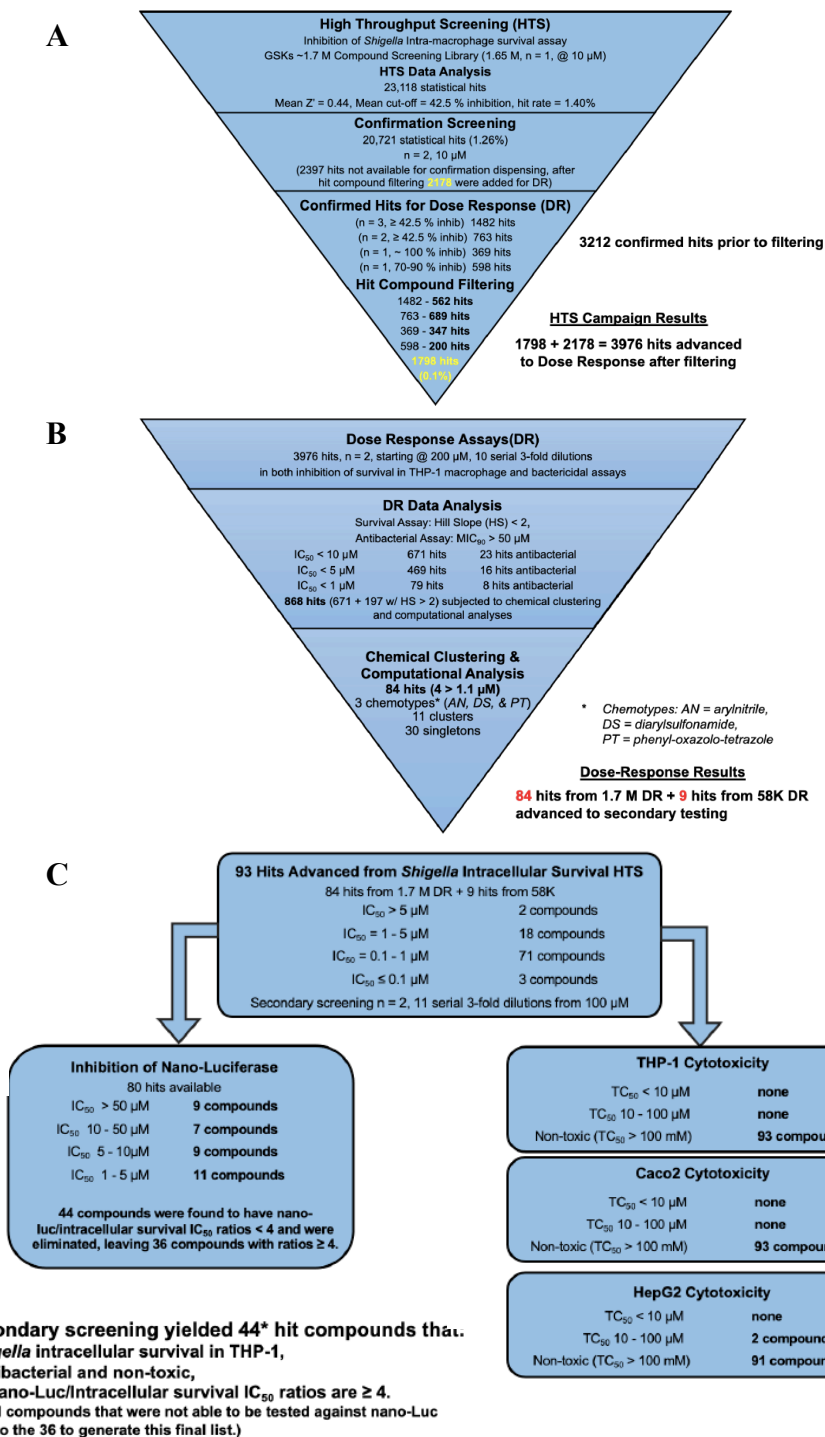 A
High Throughput Screening (HTS)
Inhibition of Shigella Intra-macrophage survival assay
GSKs ~1.7 M Compound Screening Library (1.65 M, n = 1, @ 10 µM)
HTS Data Analysis
23,118 statistical hits
Mean Z’ = 0.44, Mean cut-off = 42.5 % inhibition, hit rate = 1.40%
Confirmation Screening
20,721 statistical hits (1.26%)
n = 2, 10 µM
(2397 hits not available for confirmation dispensing, after
hit compound filtering 2178 were added for DR)
Confirmed Hits for Dose Response (DR)
(n = 3, ≥ 42.5 % inhib) 1482 hits
(n = 2, ≥ 42.5 % inhib) 763 hits
(n = 1, ~ 100 % inhib) 369 hits
(n = 1, 70-90 % inhib) 598 hits
3212 confirmed hits prior to filtering
Hit Compound Filtering
1482 - 562 hits
763 - 689 hits
369 - 347 hits
598 - 200 hits
1798 hits
(0.1%)
HTS Campaign Results
1798 + 2178 = 3976 hits advanced
to Dose Response after filtering
B
Dose Response Assays(DR)
3976 hits, n = 2, starting @ 200 µM, 10 serial 3-fold dilutions
in both inhibition of survival in THP-1 macrophage and bactericidal assays
DR Data Analysis
Survival Assay: Hill Slope (HS) < 2,
Antibacterial Assay: MIC90 > 50 µM
IC50 < 10 µM 671 hits 23 hits antibacterial
IC50 < 5 µM 469 hits 16 hits antibacterial
IC50 < 1 µM 79 hits 8 hits antibacterial
868 hits (671 + 197 w/ HS > 2) subjected to chemical clustering
and computational analyses
Chemical Clustering &
Computational Analysis
84 hits (4 > 1.1 µM)
3 chemotypes* (AN, DS, & PT)
11 clusters
30 singletons
* Chemotypes: AN = arylnitrile,
DS = diarylsulfonamide,
PT = phenyl-oxazolo-tetrazole
Dose-Response Results
84 hits from 1.7 M DR + 9 hits from 58K DR
advanced to secondary testing
C
93 Hits Advanced from Shigella Intracellular Survival HTS
84 hits from 1.7 M DR + 9 hits from 58K
IC50 > 5 µM 2 compounds
IC50 = 1 - 5 µM 18 compounds
IC50 = 0.1 - 1 µM 71 compounds
IC50 ≤ 0.1 µM 3 compounds
Secondary screening n = 2, 11 serial 3-fold dilutions from 100 µM
Inhibition of Nano-Luciferase
80 hits available
IC50 > 50 µM 9 compounds
IC50 10 - 50 µM 7 compounds
IC50 5 - 10µM 9 compounds
IC50 1 - 5 µM 11 compounds
44 compounds were found to have nano-
luc/intracellular survival IC50 ratios < 4 and were
eliminated, leaving 36 compounds with ratios ≥ 4.
THP-1 Cytotoxicity
TC50 < 10 µM none
TC50 10 - 100 µM none
Non-toxic (TC50 > 100 mM) 93 compou
Caco2 Cytotoxicity
TC50 < 10 µM none
TC50 10 - 100 µM none
Non-toxic (TC50 > 100 mM) 93 compou
HepG2 Cytotoxicity
TC50 < 10 µM none
TC50 10 - 100 µM 2 compound
Non-toxic (TC50 > 100 mM) 91 compou
ondary screening yielded 44* hit compounds that
gella intracellular survival in THP-1,
ibacterial and non-toxic,
ano-Luc/Intracellular survival IC50 ratios are ≥ 4.
compounds that were not able to be tested against nano-Luc
o the 36 to generate this final list.)